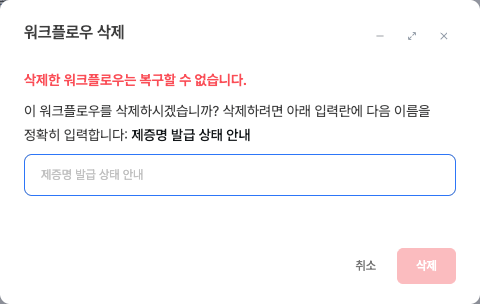 워크플로우 삭제
삭제한 워크플로우는 복구할 수 없습니다.
이 워크플로우를 삭제하시겠습니까? 삭제하려면 아래 입력란에 다음 이름을
정확히 입력합니다: 제증명 발급 상태 안내
제증명 발급 상태 안내
취소
삭제